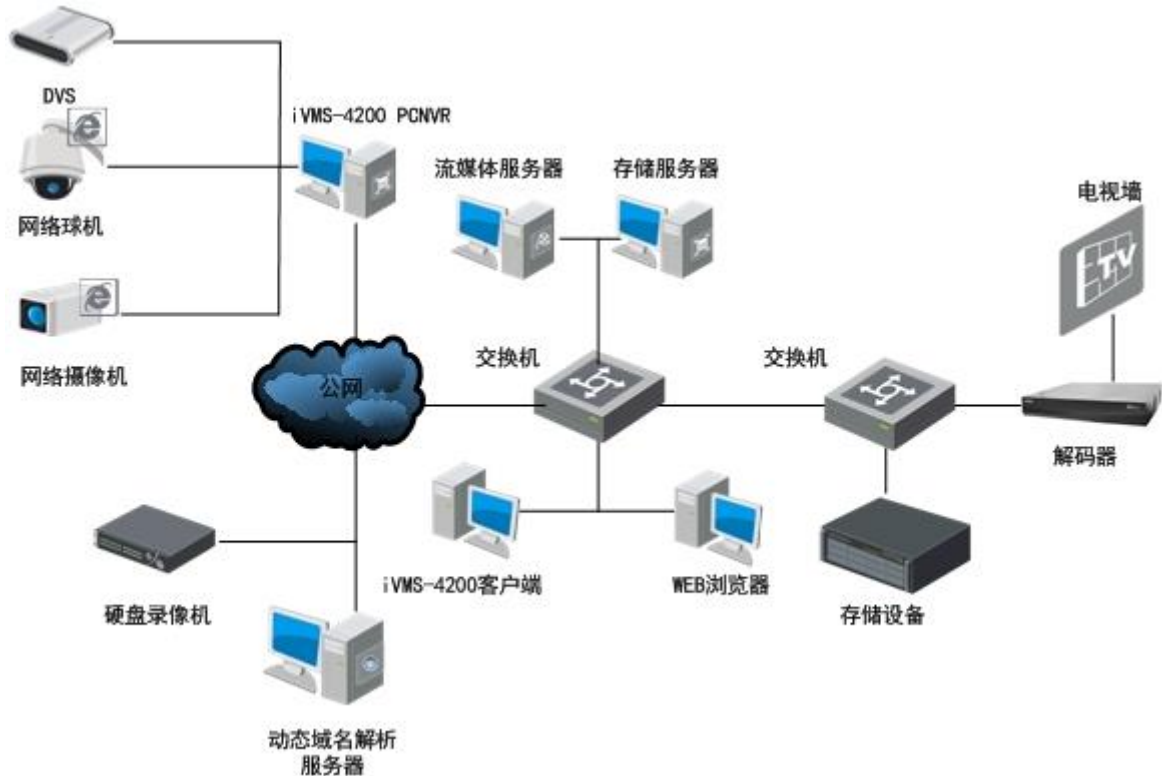 DVS
iVMS-4200 PCNVR
网络球机
流媒体服务器
存储服务器
电视墙
TV
网络摄像机
公网
交换机
交换机
解码器
硬盘录像机
iVMS-4200客户端
WEB浏览器
存储设备
动态域名解析
服务器